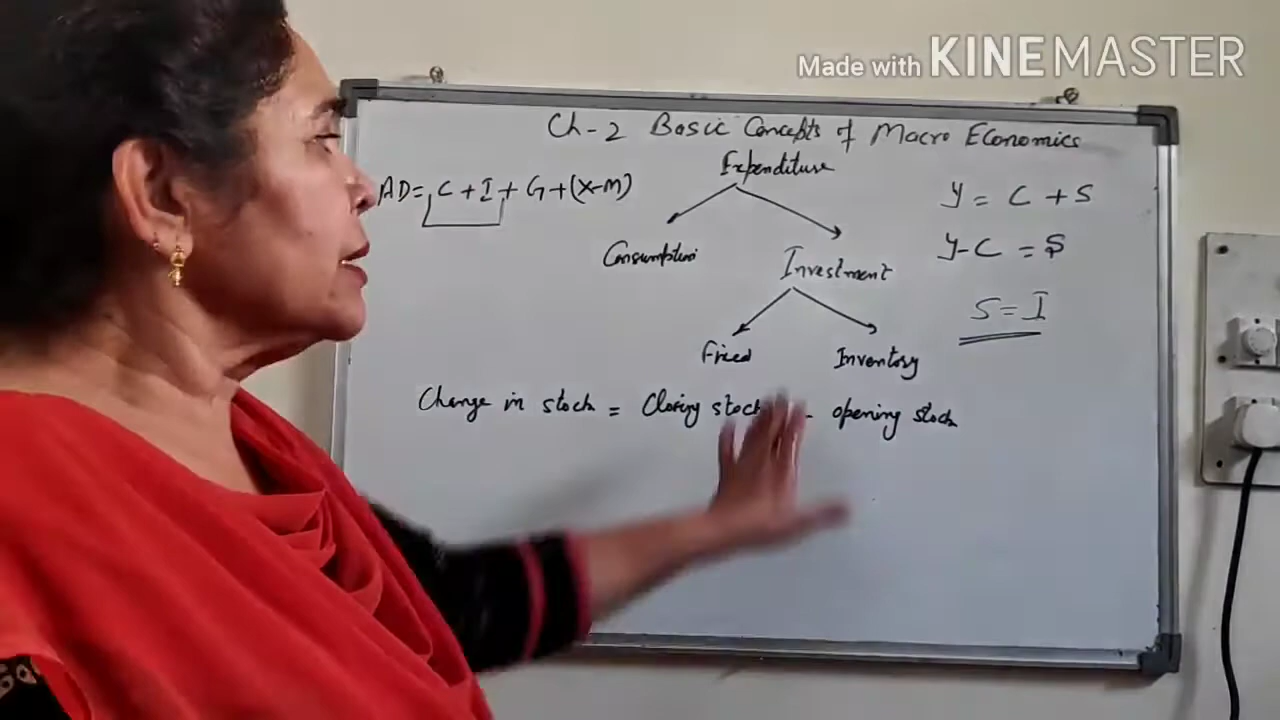 Made with KINEMASTER
Ch-2 Basic Concepts of Macro Economics
Expenditure
AD= C + I + G+(X-M)
Y = C + S
Consumption
Y-C = S
Investment
S=I
Fixed
Inventory
Change in stock = Closing stock - opening stock